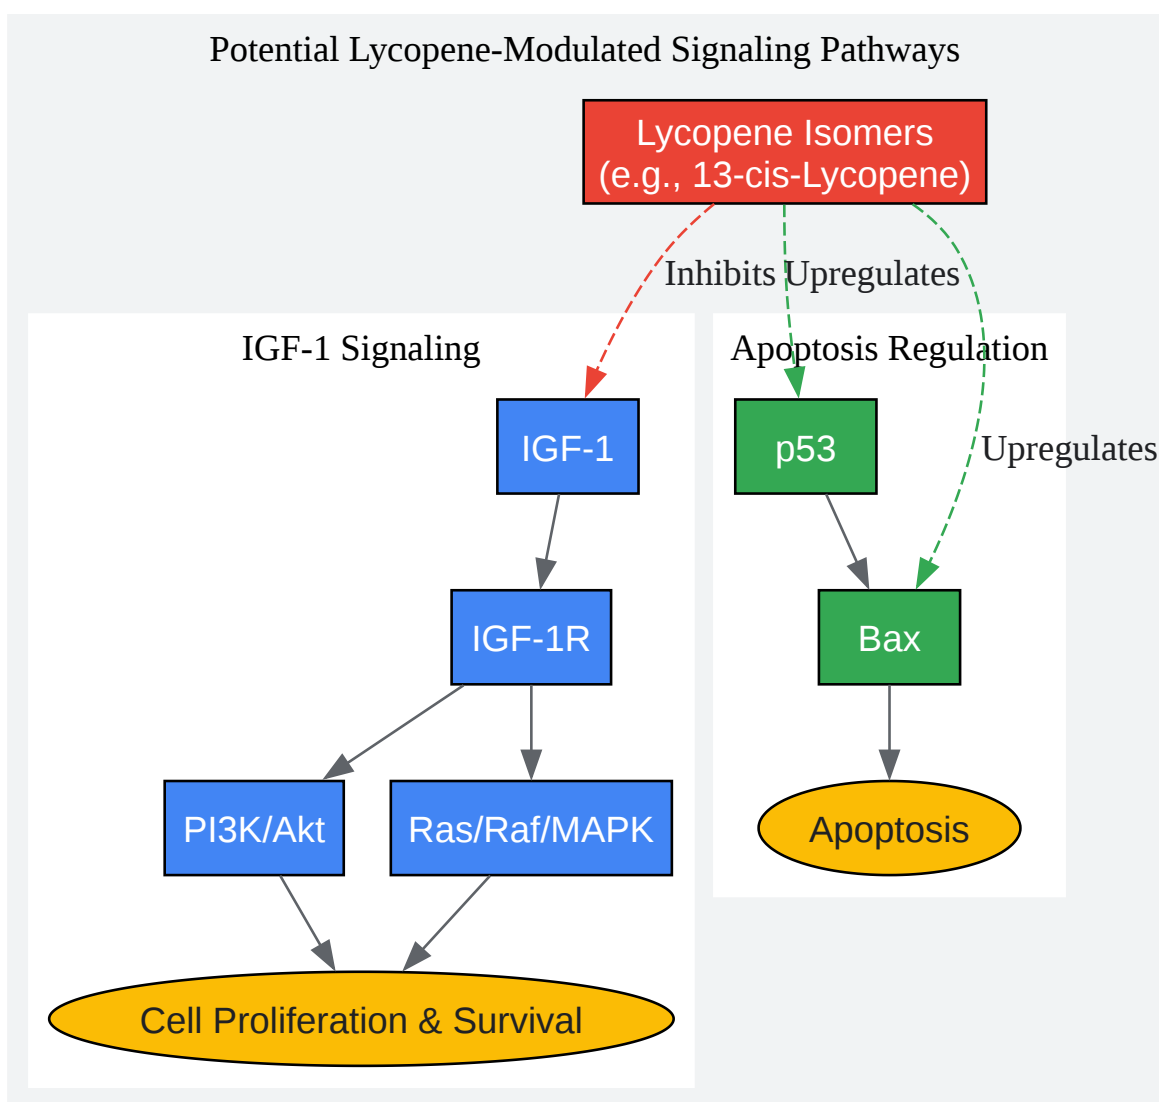 Potential Lycopene-Modulated Signaling Pathways
Lycopene Isomers
(e.g., 13-cis-Lycopene)
Inhibits
Upregulates
IGF-1 Signaling
Apoptosis Regulation
IGF-1
p53
Upregulates
IGF-1R
Bax
PI3K/Akt
Ras/Raf/MAPK
Apoptosis
Cell Proliferation & Survival